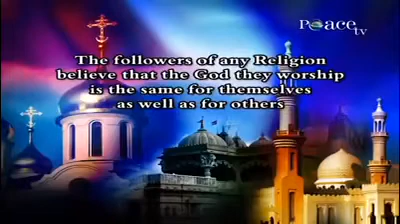 Peace
tv
The followers of any Religion
believe that the God they worship
is the same for themselves
as well as for others